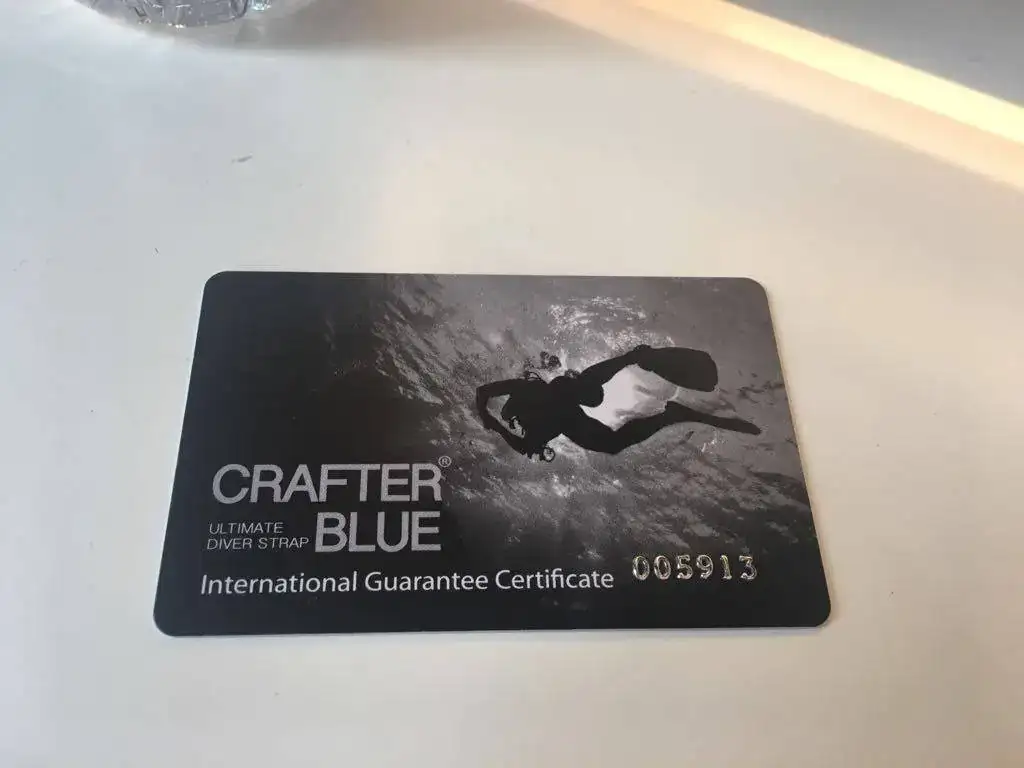 CRAFTER®
ULTIMATE
DIVER STRAP BLUE
International Guarantee Certificate 005913